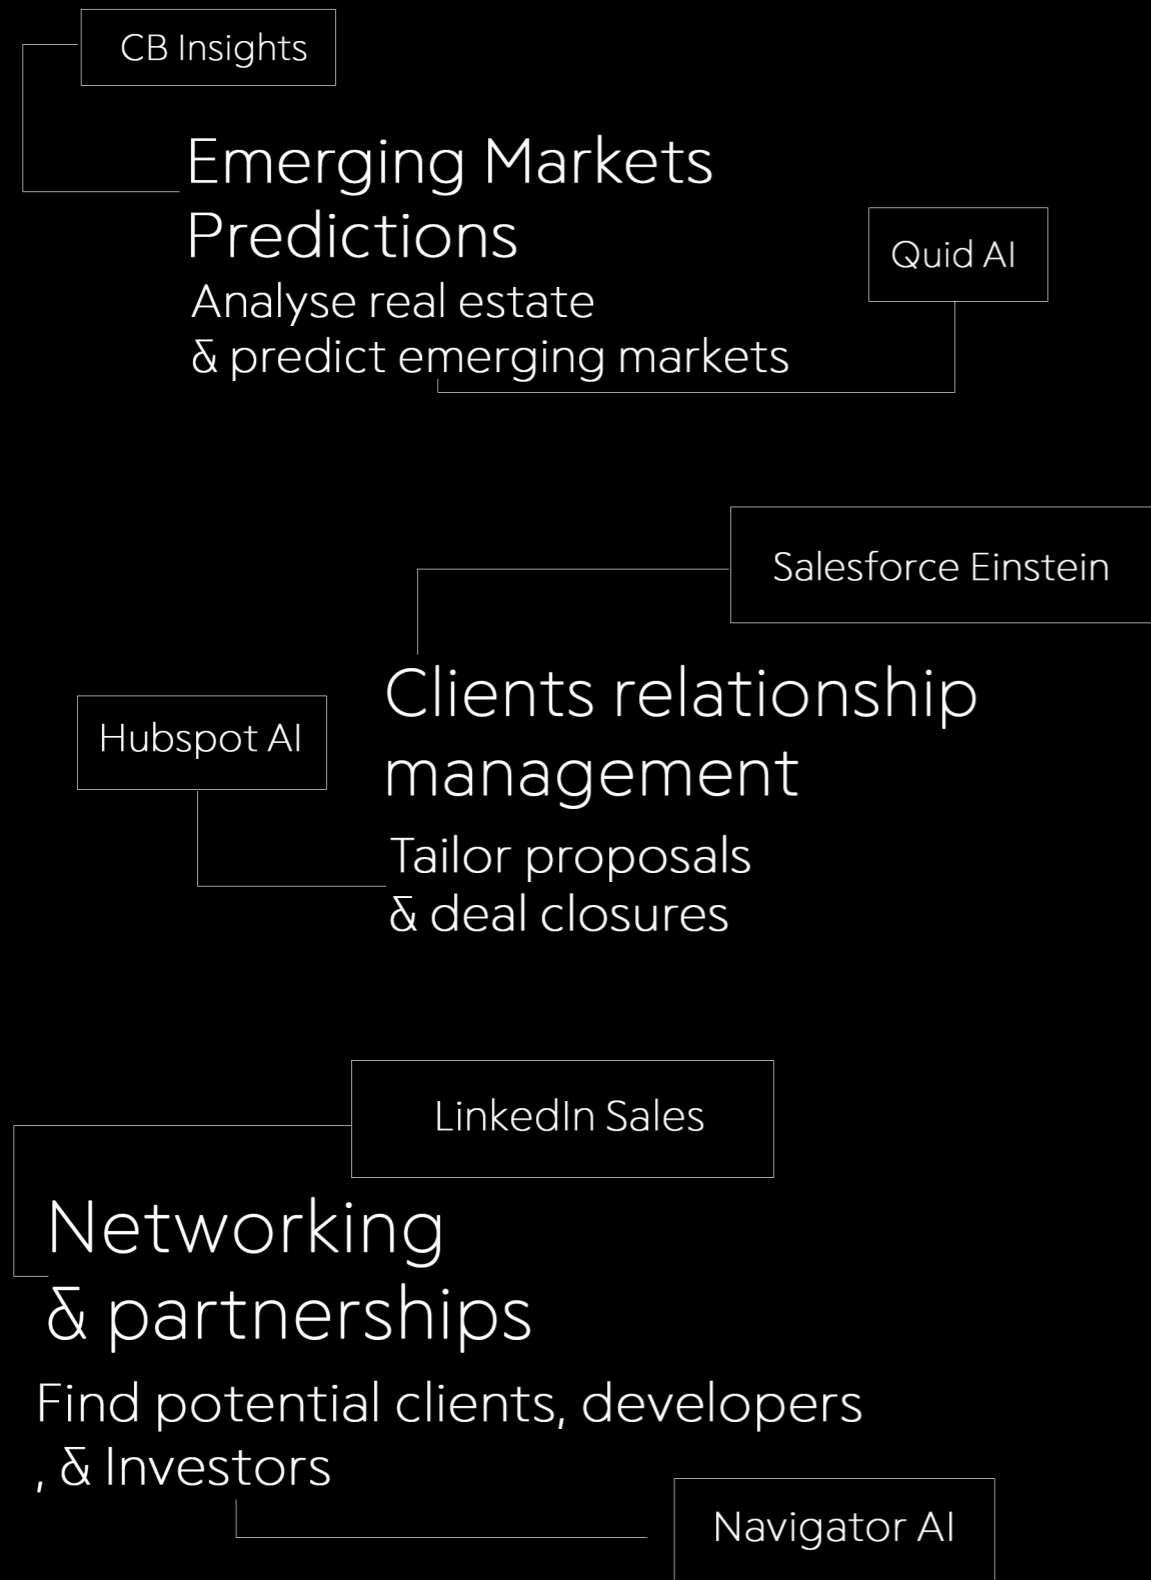 CB Insights
Emerging Markets
Predictions
Analyse real estate
& predict emerging markets
Quid AI
Salesforce Einstein
Clients relationship
management
Hubspot AI
Tailor proposals
& deal closures
LinkedIn Sales
Networking
& partnerships
Find potential clients, developers
, & Investors
Navigator AI